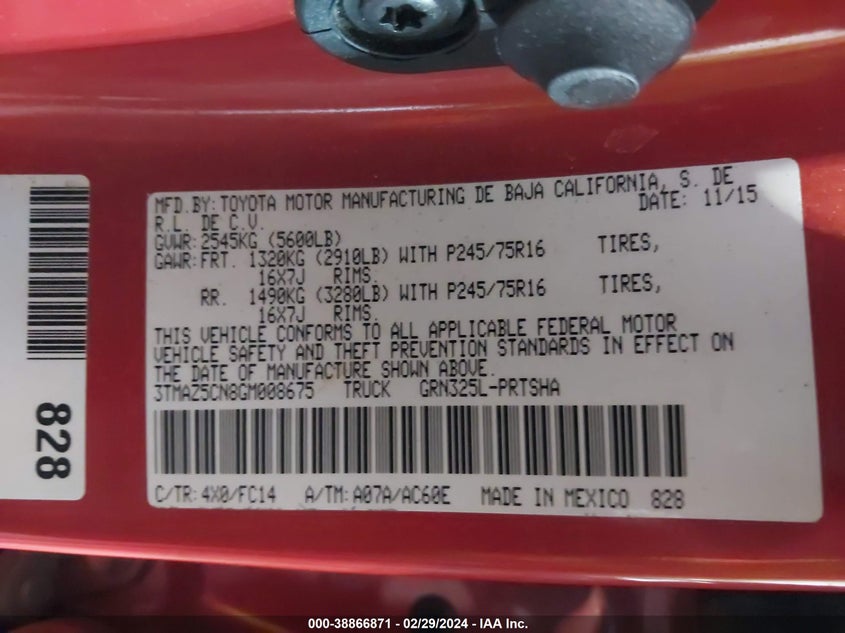 MFD.BY:TOYOTA MOTOR MANUFACTURING DE BAJA CALIFORNIA, S. DE
R.L. DE C.V. DATE: 11/15
GVWR:2545KG (5600LB)
GAWR:FRT. 1320KG (2910LB) WITH P245/75R16 TIRES,
16X7J RIMS.
RR. 1490KG (3280LB) WITH P245/75R16 TIRES,
16X7J RIMS.
THIS VEHICLE CONFORMS TO ALL APPLICABLE FEDERAL MOTOR
VEHICLE SAFETY AND THEFT PREVENTION STANDARDS IN EFFECT ON
THE DATE OF MANUFACTURE SHOWN ABOVE.
3TMAZ5CN8GM008675 TRUCK GRN325L-PRTSHA
C/TR:4X0/FC14 A/TM:A07A/AC60E MADE IN MEXICO 828
828
000-38866871 - 02/29/2024 - IAA Inc.